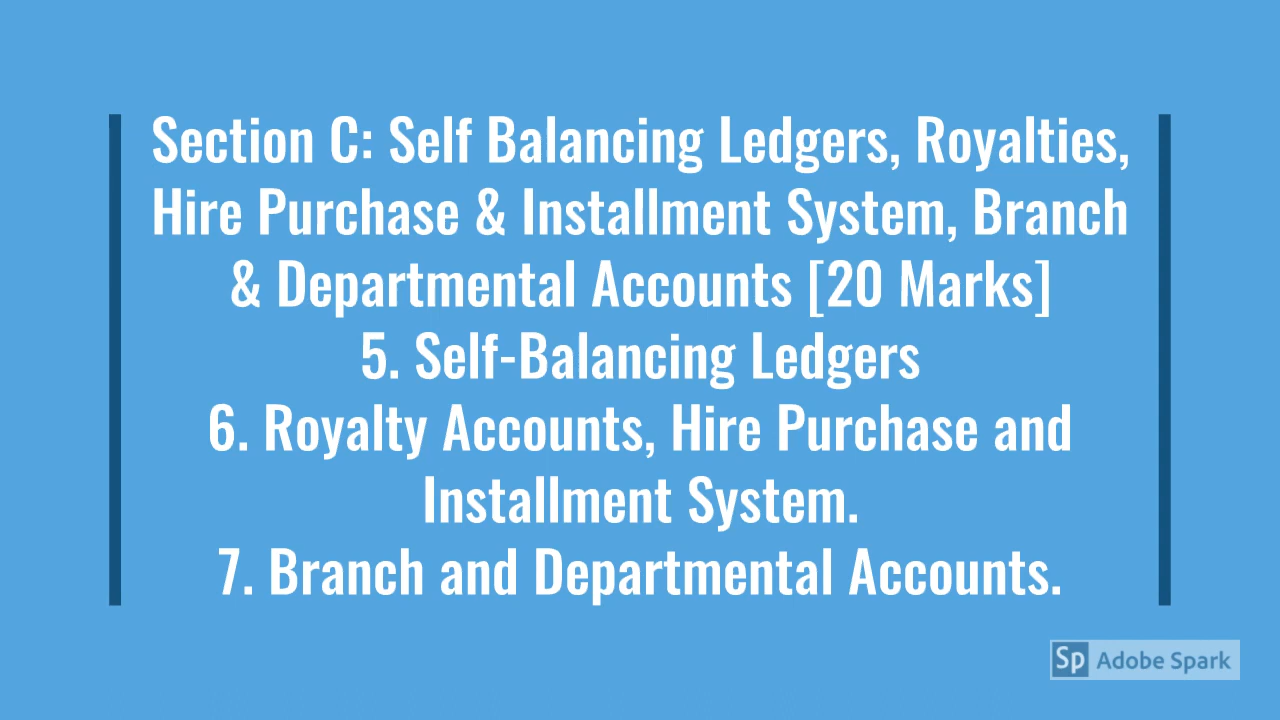 Section C: Self Balancing Ledgers, Royalties,
Hire Purchase & Installment System, Branch
& Departmental Accounts [20 Marks]
5. Self-Balancing Ledgers
6. Royalty Accounts, Hire Purchase and
Installment System.
7. Branch and Departmental Accounts.
Sp Adobe Spark